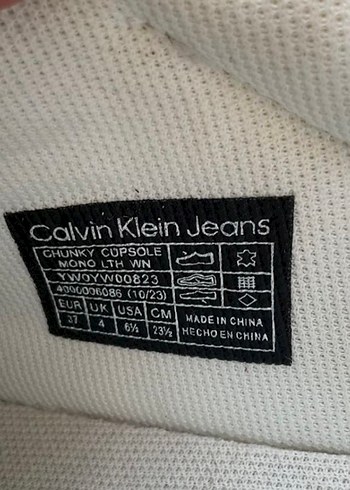 Calvin Klein Jeans
CHUNKY CUPSOLE
MONO LTH WN
YW0YW00823
4000006086 (10/23)
EUR UK USA CM
37 4 6½ 23½
MADE IN CHINA
HECHO EN CHINA